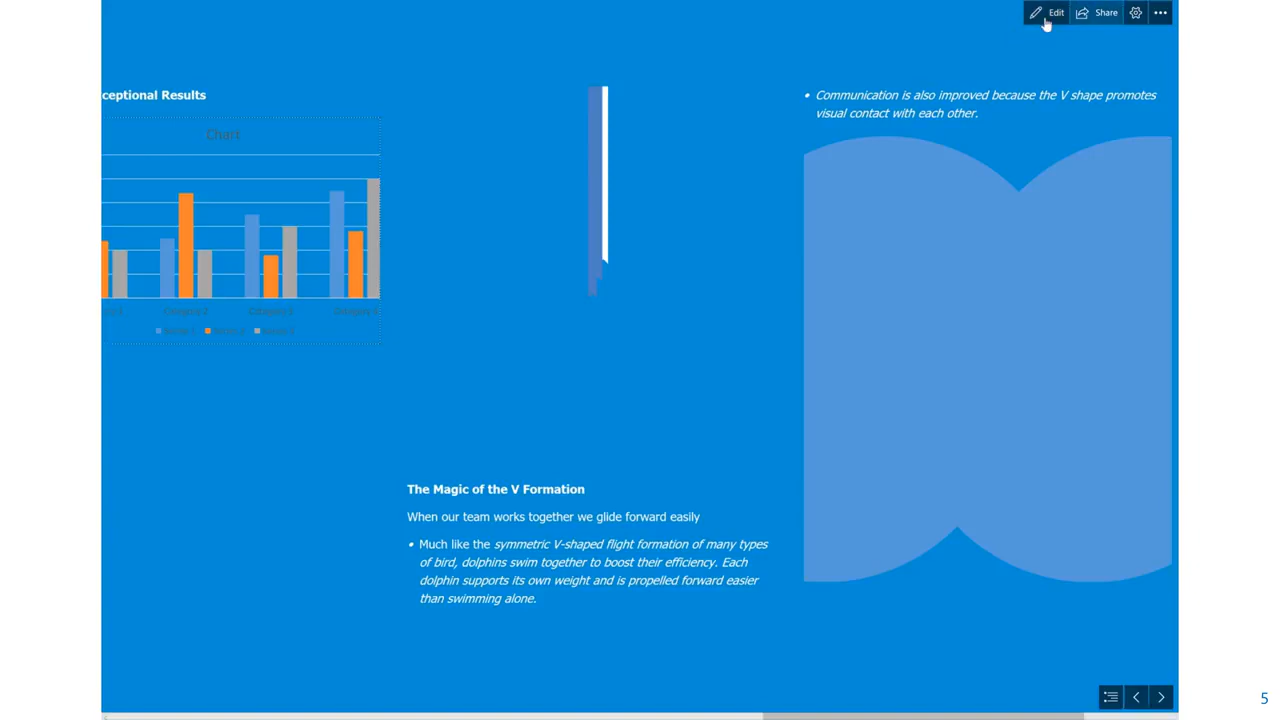 Edit Share
ceptional Results
Chart
The Magic of the V Formation
When our team works together we glide forward easily
• Much like the symmetric V-shaped flight formation of many types
of bird, dolphins swim together to boost their efficiency. Each
dolphin supports its own weight and is propelled forward easier
than swimming alone.
• Communication is also improved because the V shape promotes
visual contact with each other.
5